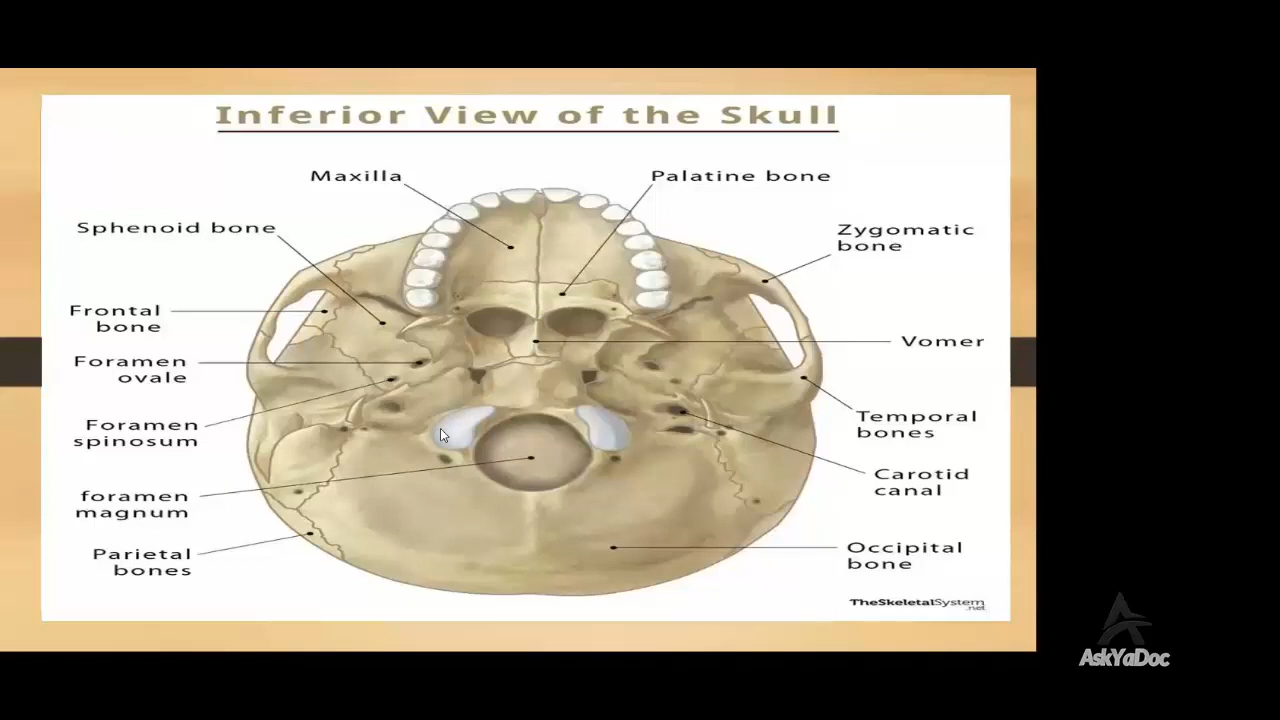 Inferior View of the Skull
Maxilla
Palatine bone
Sphenoid bone
Zygomatic
bone
Frontal
bone
Vomer
Foramen
ovale
Temporal
bones
Foramen
spinosum
Carotid
canal
foramen
magnum
Parietal
bones
Occipital
bone
TheSkeletalSystem
.net
AskYaDoc